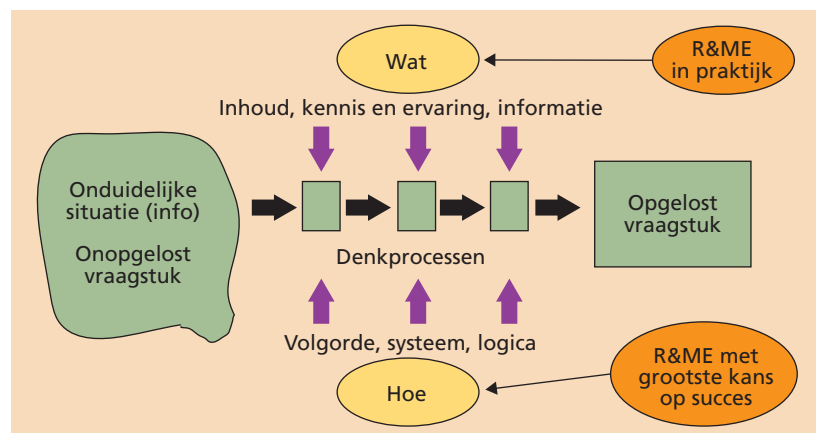 Wat
R&ME
in praktijk
Inhoud, kennis en ervaring, informatie
Onduidelijke
situatie (info)
Onopgelost
vraagstuk
Opgelost
vraagstuk
Denkprocessen
Volgorde, systeem, logica
Hoe
R&ME met
grootste kans
op succes